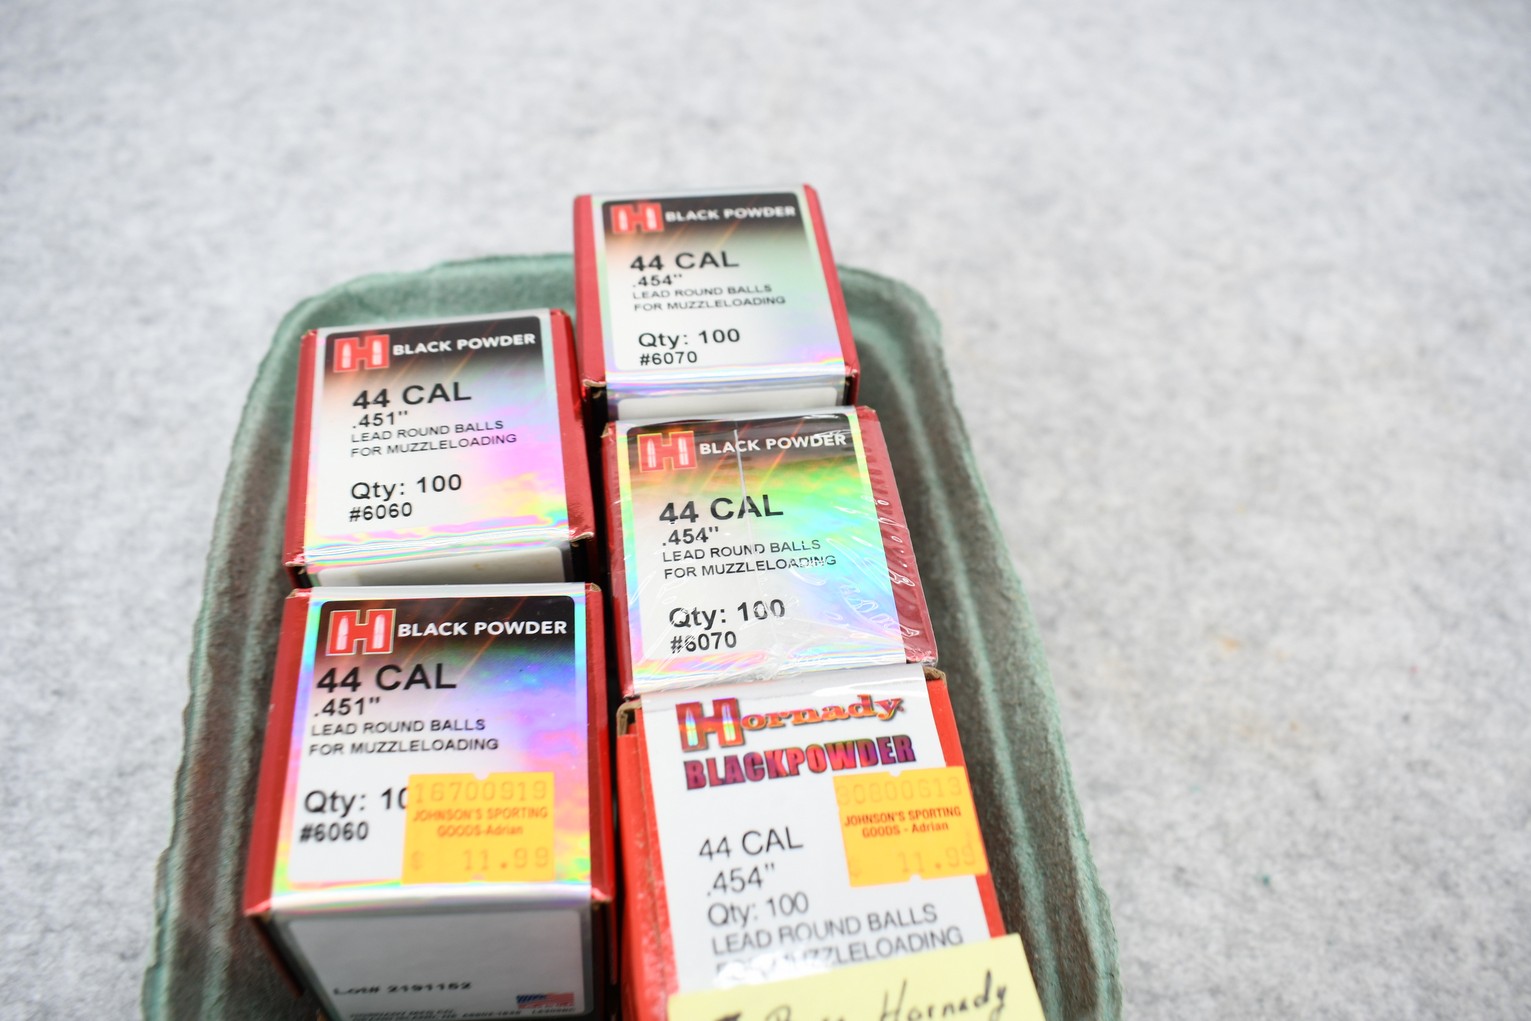 H BLACK POWDER
44 CAL
.454"
LEAD ROUND BALLS
FOR MUZZLELOADING
Qty: 100
#6070
H BLACK POWDER
44 CAL
.451"
LEAD ROUND BALLS
FOR MUZZLELOADING
Qty: 100
#6060
H BLACK POWDER
44 CAL
.454"
LEAD ROUND BALLS
FOR MUZZLELOADING
Qty: 100
#6070
H BLACK POWDER
44 CAL
.451"
LEAD ROUND BALLS
FOR MUZZLELOADING
Qty: 10
#6060
16700919
JOHNSON'S SPORTING
GOODS-Adrian
$ 11.99
Lot# 2191162
Hornady
BLACKPOWDER
44 CAL
.454"
Qty: 100
LEAD ROUND BALLS
MUZZLELOADING
JOHNSON'S SPORTING
GOODS - Adrian
11.99
Hornady